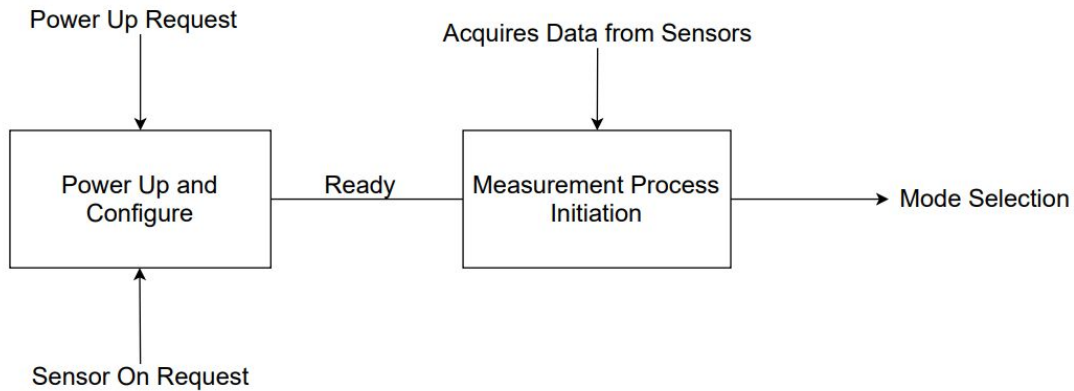 Power Up Request
Acquires Data from Sensors
Power Up and
Configure
Ready
Measurement Process
Initiation
Mode Selection
Sensor On Request